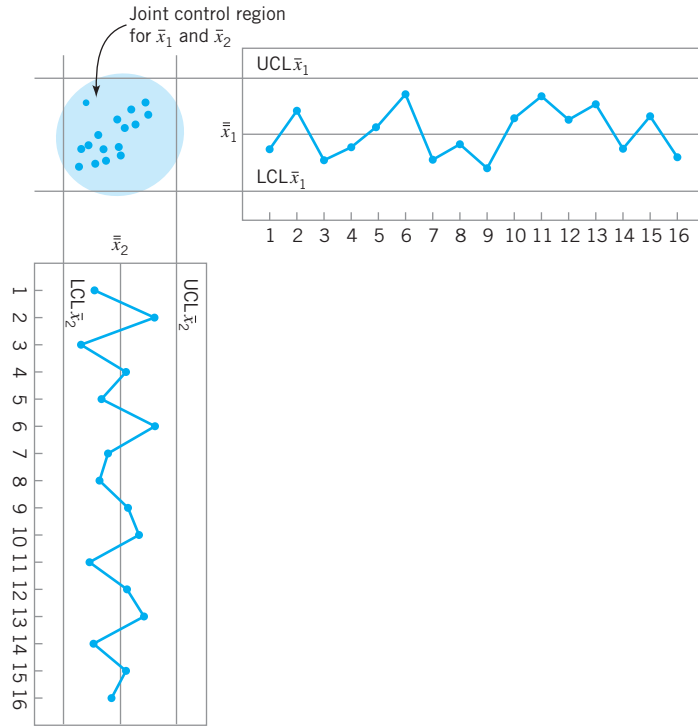 Joint control region
for x̄₁ and x̄₂
UCLx̄₁
x̿₁
LCLx̄₁
1 2 3 4 5 6 7 8 9 10 11 12 13 14 15 16
x̿₂
LCLx̄₂
UCLx̄₂
1
2
3
4
5
6
7
8
9
10
11
12
13
14
15
16